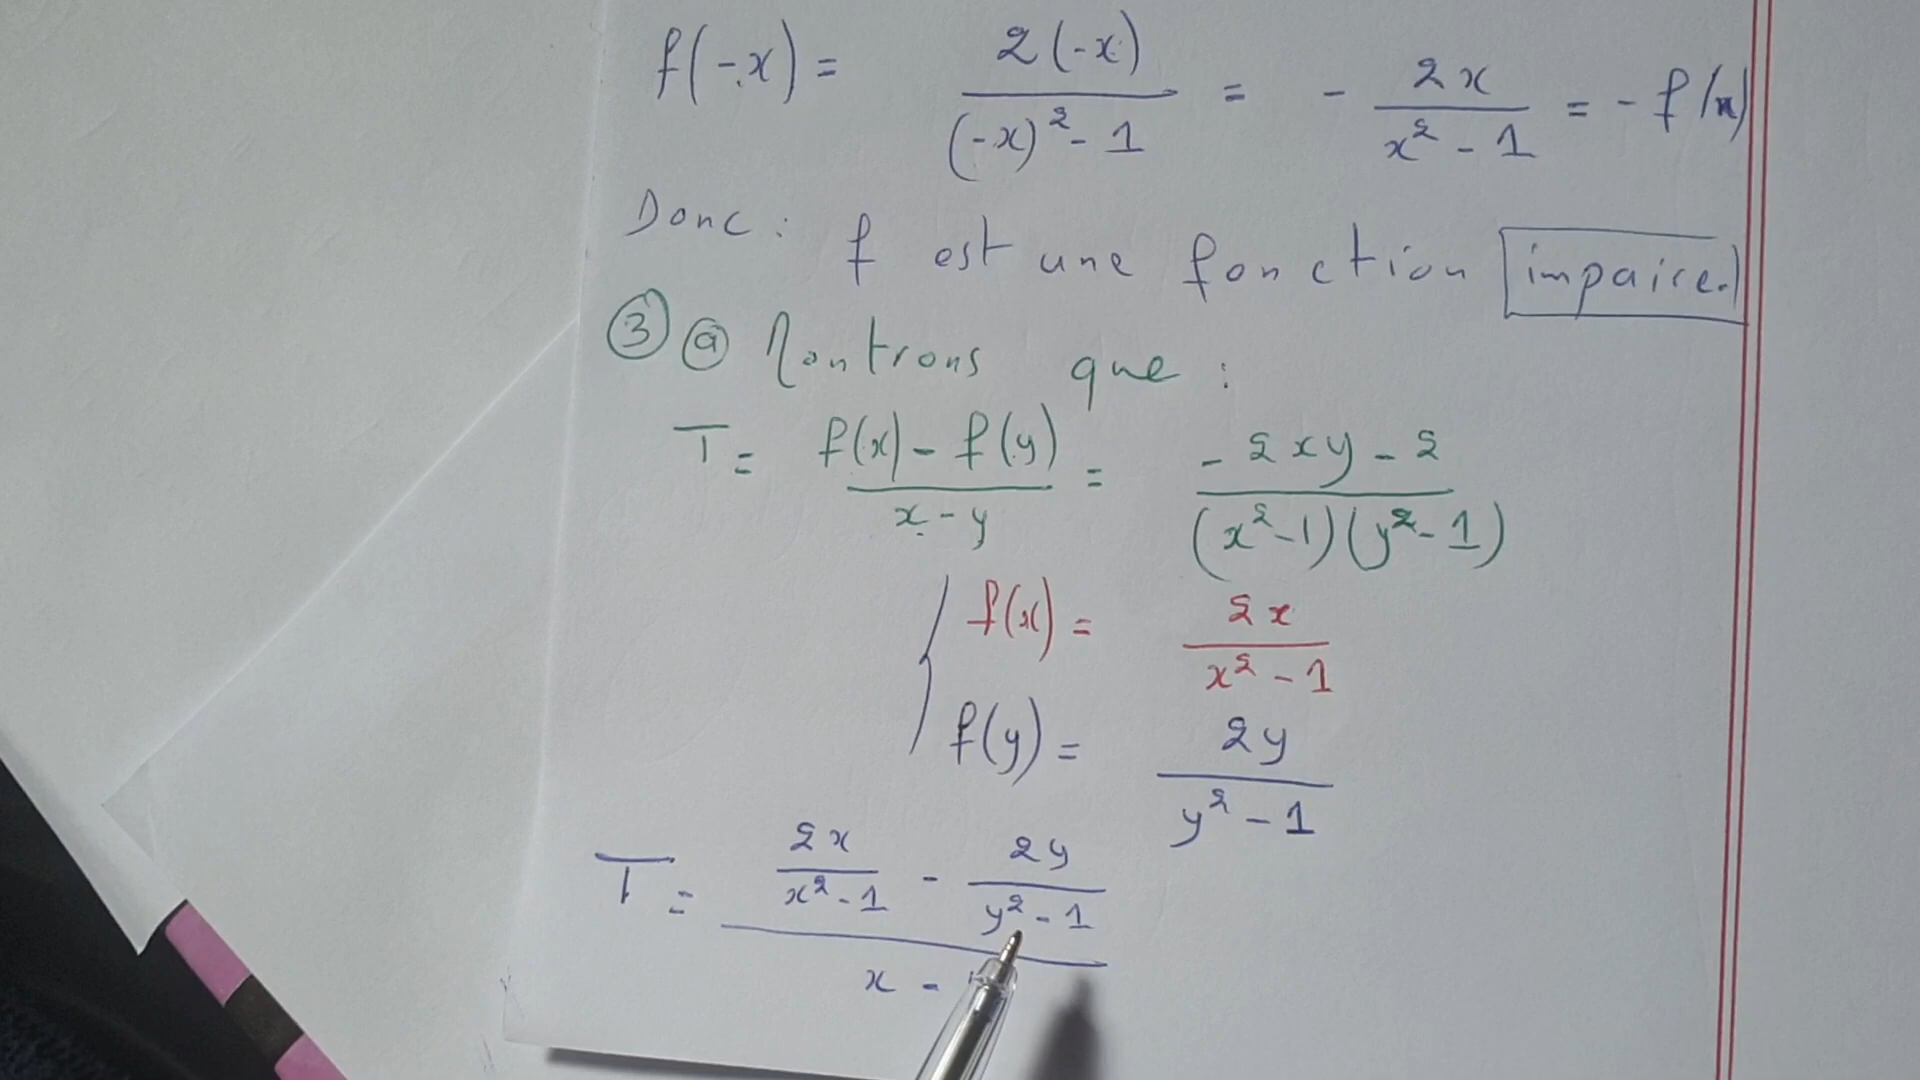 f(-x) = 2(-x) / ((-x)² - 1) = - 2x / (x² - 1) = - f(x)
Donc : f est une fonction impaire.
③ ⓐ Montrons que :
T = (f(x) - f(y)) / (x - y) = (-2xy - 2) / ((x² - 1)(y² - 1))
f(x) = 2x / (x² - 1)
f(y) = 2y / (y² - 1)
T = (2x / (x² - 1) - 2y / (y² - 1)) / (x -